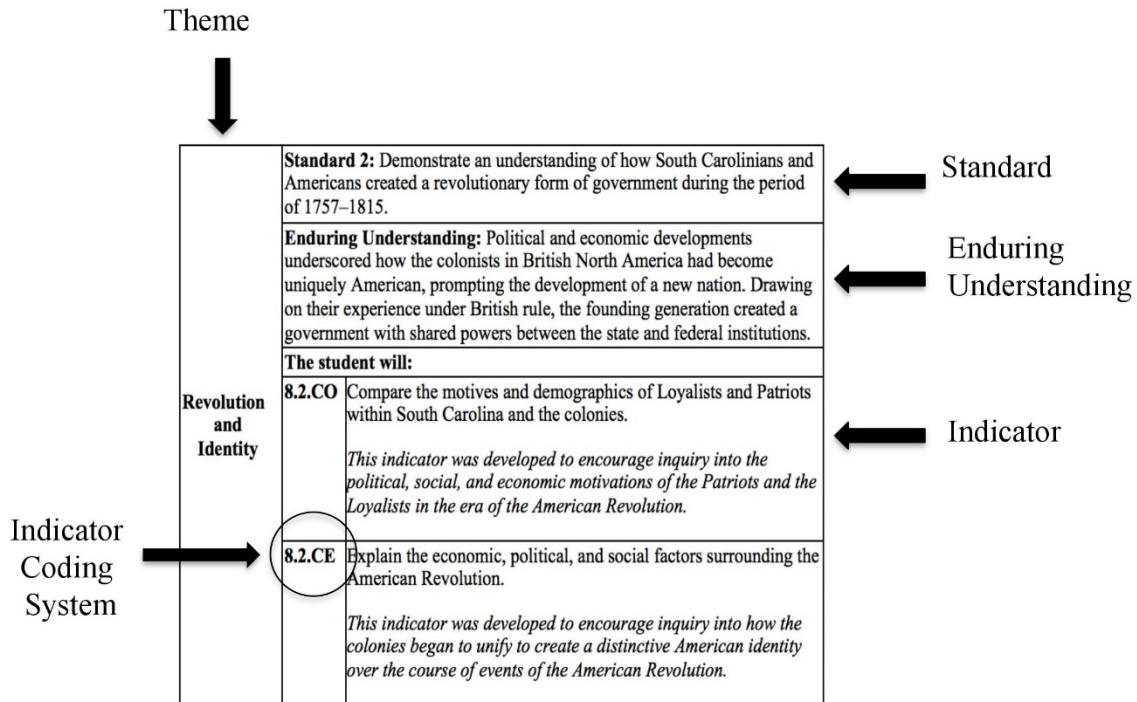 Theme
Standard 2: Demonstrate an understanding of how South Carolinians and
Americans created a revolutionary form of government during the period
of 1757–1815.
Standard
Enduring Understanding: Political and economic developments
underscored how the colonists in British North America had become
uniquely American, prompting the development of a new nation. Drawing
on their experience under British rule, the founding generation created a
government with shared powers between the state and federal institutions.
Enduring
Understanding
The student will:
Revolution
and
Identity
8.2.CO
Compare the motives and demographics of Loyalists and Patriots
within South Carolina and the colonies.
This indicator was developed to encourage inquiry into the
political, social, and economic motivations of the Patriots and the
Loyalists in the era of the American Revolution.
Indicator
Indicator
Coding
System
8.2.CE
Explain the economic, political, and social factors surrounding the
American Revolution.
This indicator was developed to encourage inquiry into how the
colonies began to unify to create a distinctive American identity
over the course of events of the American Revolution.